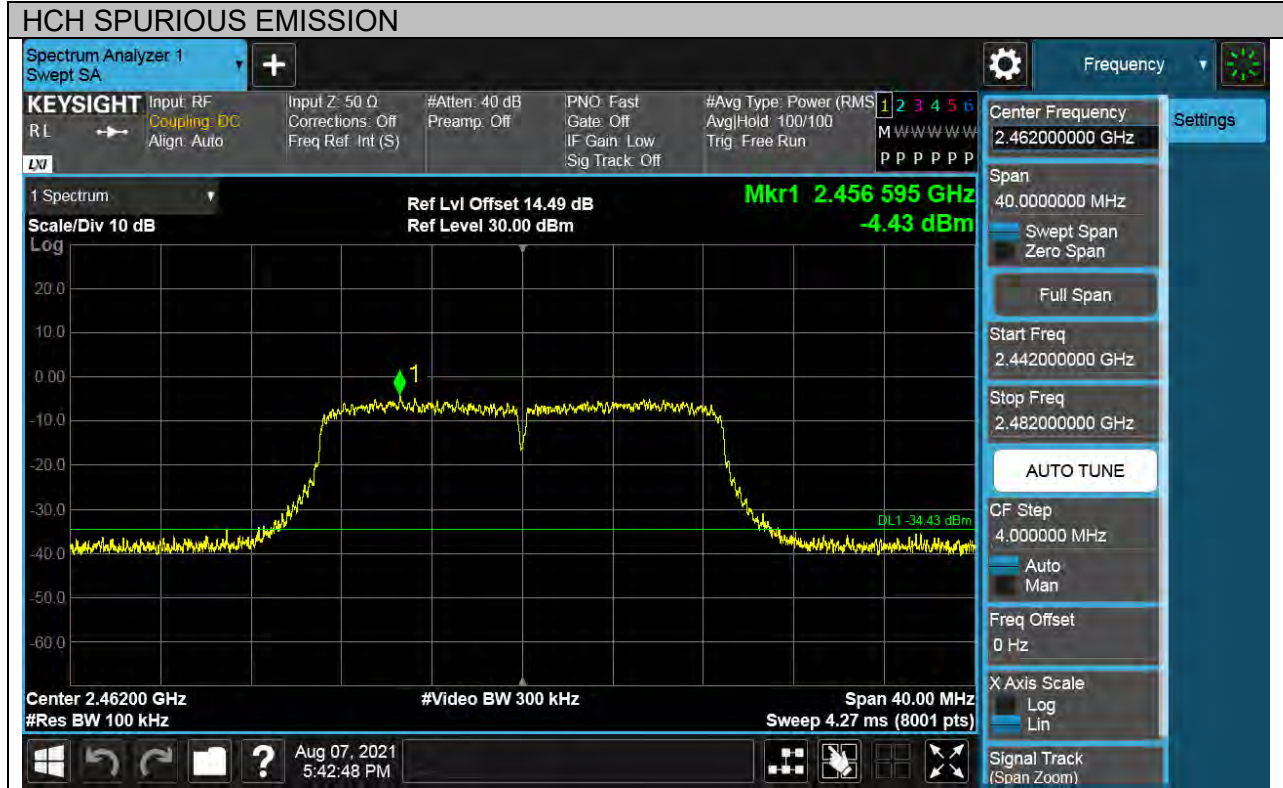 HCH SPURIOUS EMISSION
Spectrum Analyzer 1
Swept SA
+
Frequency
KEYSIGHT
RL
LXI
Input: RF
Coupling: DC
Align: Auto
Input Z: 50 Ω
Corrections: Off
Freq Ref: Int (S)
#Atten: 40 dB
Preamp: Off
PNO: Fast
Gate: Off
IF Gain: Low
Sig Track: Off
#Avg Type: Power (RMS
Avg|Hold: 100/100
Trig: Free Run
1 2 3 4 5 6
M W W W W W
P P P P P P
Center Frequency
2.462000000 GHz
Settings
Span
40.0000000 MHz
Swept Span
Zero Span
Full Span
Start Freq
2.442000000 GHz
Stop Freq
2.482000000 GHz
AUTO TUNE
CF Step
4.000000 MHz
Auto
Man
Freq Offset
0 Hz
X Axis Scale
Log
Lin
Signal Track
(Span Zoom)
1 Spectrum
Scale/Div 10 dB
Ref Lvl Offset 14.49 dB
Ref Level 30.00 dBm
Mkr1 2.456 595 GHz
-4.43 dBm
Log
20.0
10.0
0.00
-10.0
-20.0
-30.0
-40.0
-50.0
-60.0
1
DL1 -34.43 dBm
Center 2.46200 GHz
#Res BW 100 kHz
#Video BW 300 kHz
Span 40.00 MHz
Sweep 4.27 ms (8001 pts)
?
Aug 07, 2021
5:42:48 PM